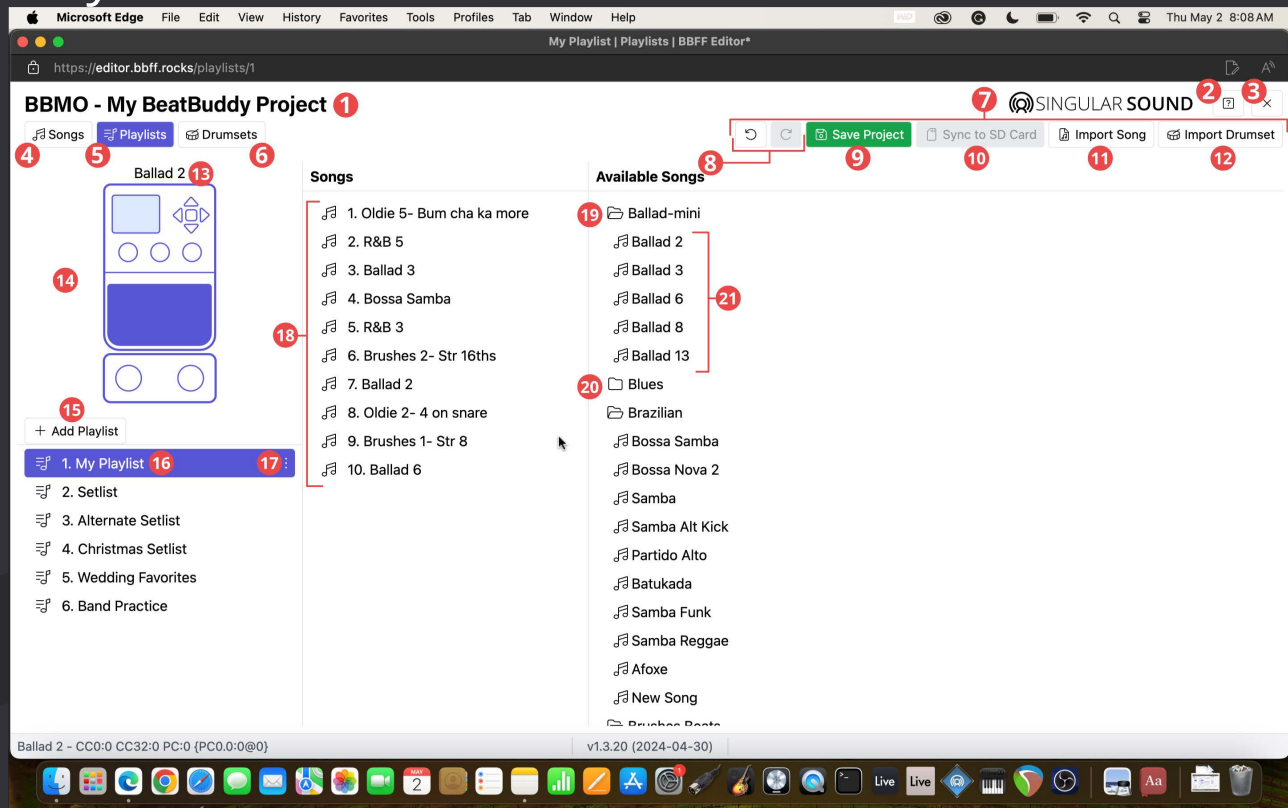 Microsoft Edge File Edit View History Favorites Tools Profiles Tab Window Help Thu May 2 8:08 AM
My Playlist | Playlists | BBFF Editor*
https://editor.bbff.rocks/playlists/1
BBMO - My BeatBuddy Project 1 7 SINGULAR SOUND 2 3
Songs Playlists Drumsets Save Project Sync to SD Card Import Song Import Drumset
4 5 6 8 9 10 11 12
Ballad 2 13 Songs Available Songs
1. Oldie 5- Bum cha ka more 19 Ballad-mini
2. R&B 5 Ballad 2
14 3. Ballad 3 Ballad 3
4. Bossa Samba Ballad 6 21
18 5. R&B 3 Ballad 8
6. Brushes 2- Str 16ths Ballad 13
7. Ballad 2 20 Blues
15 8. Oldie 2- 4 on snare Brazilian
+ Add Playlist 9. Brushes 1- Str 8 Bossa Samba
1. My Playlist 16 17 10. Ballad 6 Bossa Nova 2
2. Setlist Samba
3. Alternate Setlist Samba Alt Kick
4. Christmas Setlist Partido Alto
5. Wedding Favorites Batukada
6. Band Practice Samba Funk
Samba Reggae
Afoxe
New Song
Brushes Beats
Ballad 2 - CC0:0 CC32:0 PC:0 {PC0.0:0@0} v1.3.20 (2024-04-30)
MAY 2 Live Live Aa